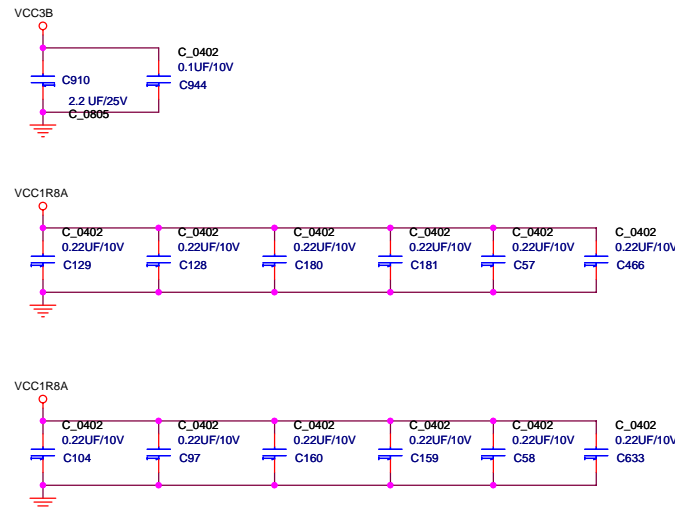 VCC3B
C910
2.2 UF/25V
C_0805
C_0402
0.1UF/10V
C944
VCC1R8A
C_0402 C_0402 C_0402 C_0402 C_0402 C_0402
0.22UF/10V 0.22UF/10V 0.22UF/10V 0.22UF/10V 0.22UF/10V 0.22UF/10V
C129 C128 C180 C181 C57 C466
VCC1R8A
C_0402 C_0402 C_0402 C_0402 C_0402 C_0402
0.22UF/10V 0.22UF/10V 0.22UF/10V 0.22UF/10V 0.22UF/10V 0.22UF/10V
C104 C97 C160 C159 C58 C633